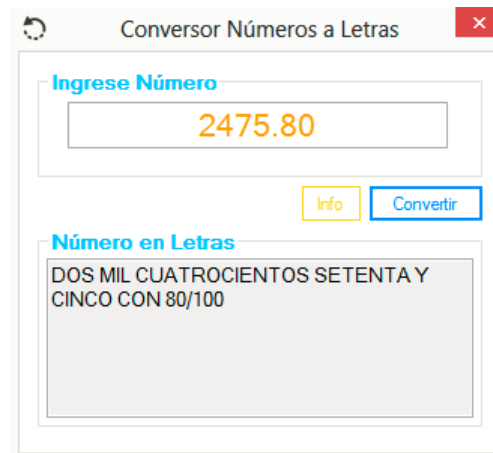 Conversor Números a Letras
Ingrese Número
2475.80
Info
Convertir
Número en Letras
DOS MIL CUATROCIENTOS SETENTA Y
CINCO CON 80/100